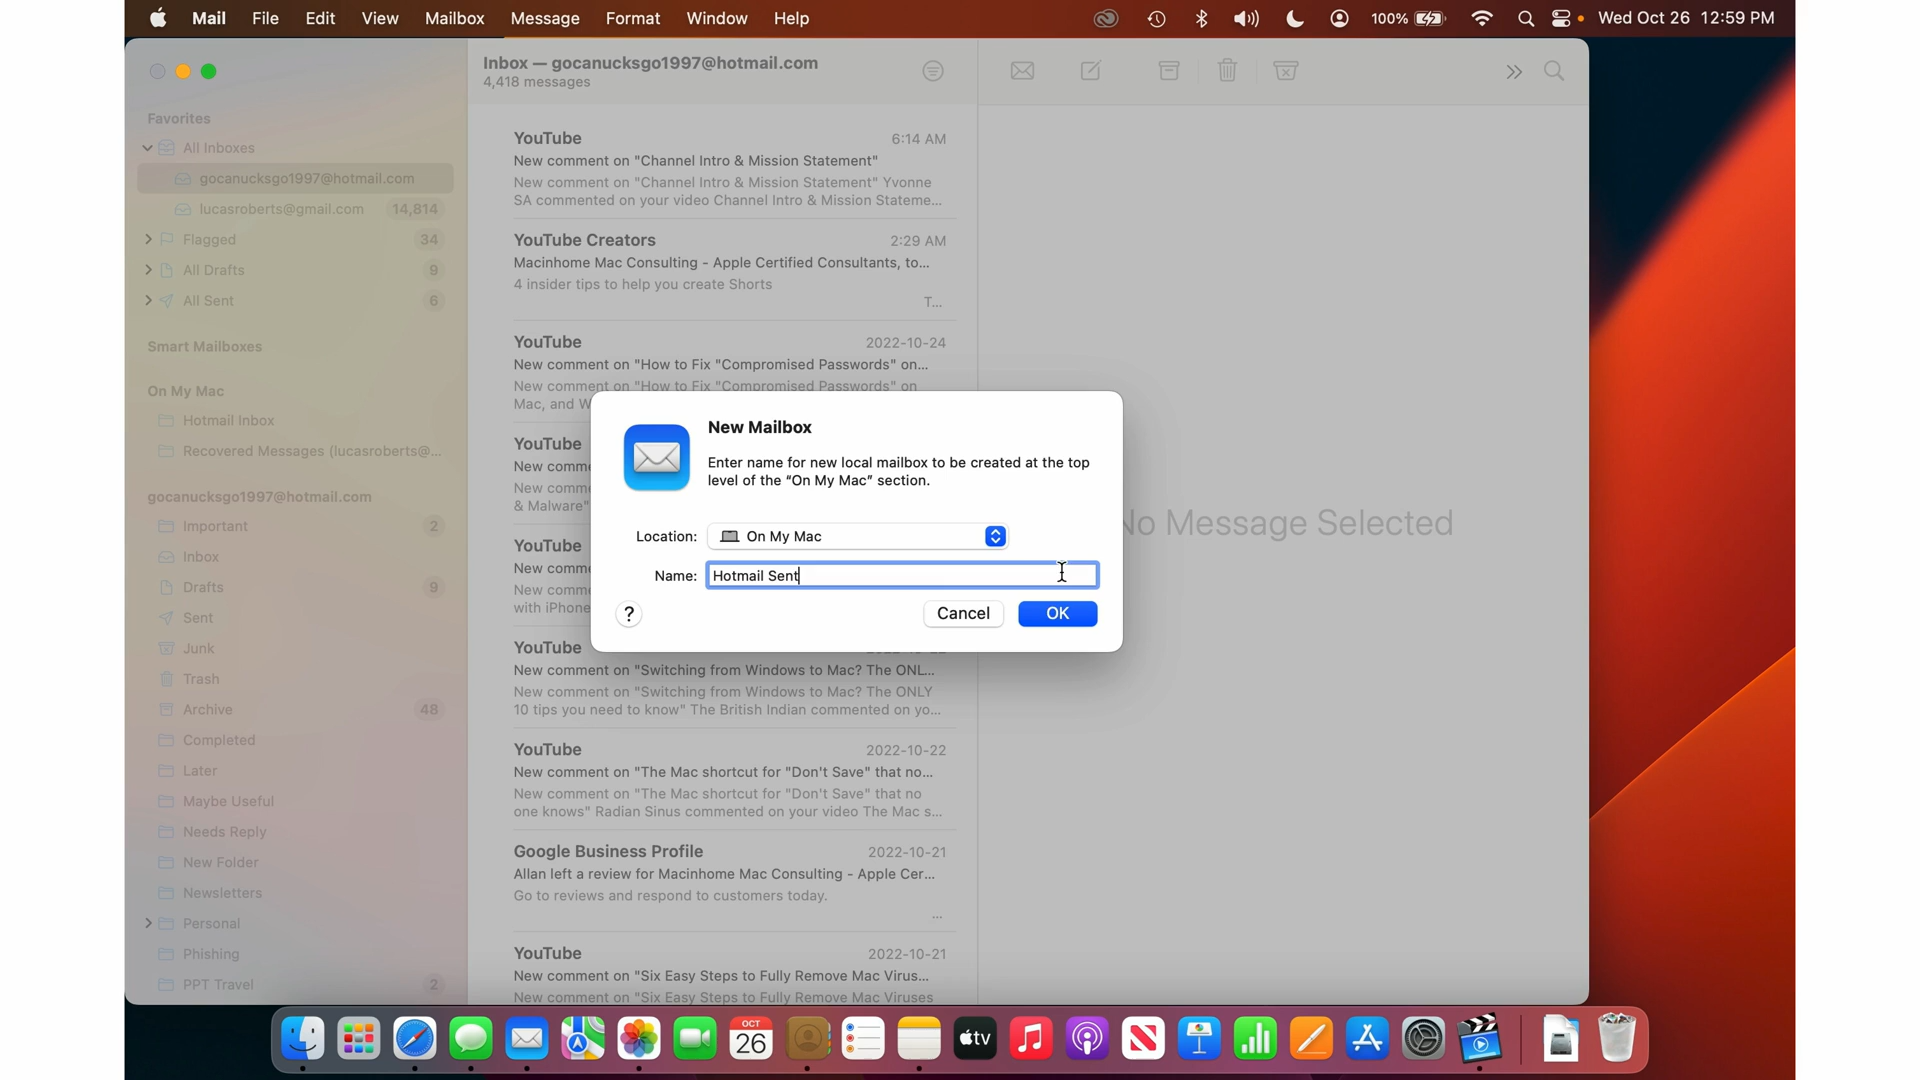 Mail File Edit View Mailbox Message Format Window Help 100% Wed Oct 26 12:59 PM
Favorites
All Inboxes
gocanucksgo1997@hotmail.com
lucasroberts@gmail.com 14,814
Flagged 34
All Drafts 9
All Sent 6
Smart Mailboxes
On My Mac
Hotmail Inbox
Recovered Messages (lucasroberts@...
gocanucksgo1997@hotmail.com
Important 2
Inbox
Drafts 9
Sent
Junk
Trash
Archive 48
Completed
Later
Maybe Useful
Needs Reply
New Folder
Newsletters
Personal
Phishing
PPT Travel 2
Inbox — gocanucksgo1997@hotmail.com
4,418 messages
YouTube 6:14 AM
New comment on "Channel Intro & Mission Statement"
New comment on "Channel Intro & Mission Statement" Yvonne
SA commented on your video Channel Intro & Mission Stateme...
YouTube Creators 2:29 AM
Macinhome Mac Consulting - Apple Certified Consultants, to...
4 insider tips to help you create Shorts
T...
YouTube 2022-10-24
New comment on "How to Fix "Compromised Passwords" on...
New comment on "How to Fix "Compromised Passwords" on
Mac, and W
YouTube
New comme
New comme
& Malware"
YouTube
New comme
New comme
with iPhone
YouTube
New comment on "Switching from Windows to Mac? The ONL...
New comment on "Switching from Windows to Mac? The ONLY
10 tips you need to know" The British Indian commented on yo...
YouTube 2022-10-22
New comment on "The Mac shortcut for "Don't Save" that no...
New comment on "The Mac shortcut for "Don't Save" that no
one knows" Radian Sinus commented on your video The Mac s...
Google Business Profile 2022-10-21
Allan left a review for Macinhome Mac Consulting - Apple Cer...
Go to reviews and respond to customers today.
...
YouTube 2022-10-21
New comment on "Six Easy Steps to Fully Remove Mac Virus...
New comment on "Six Easy Steps to Fully Remove Mac Viruses
No Message Selected
New Mailbox
Enter name for new local mailbox to be created at the top
level of the “On My Mac” section.
Location: On My Mac
Name: Hotmail Sent
? Cancel OK
OCT
26
tv